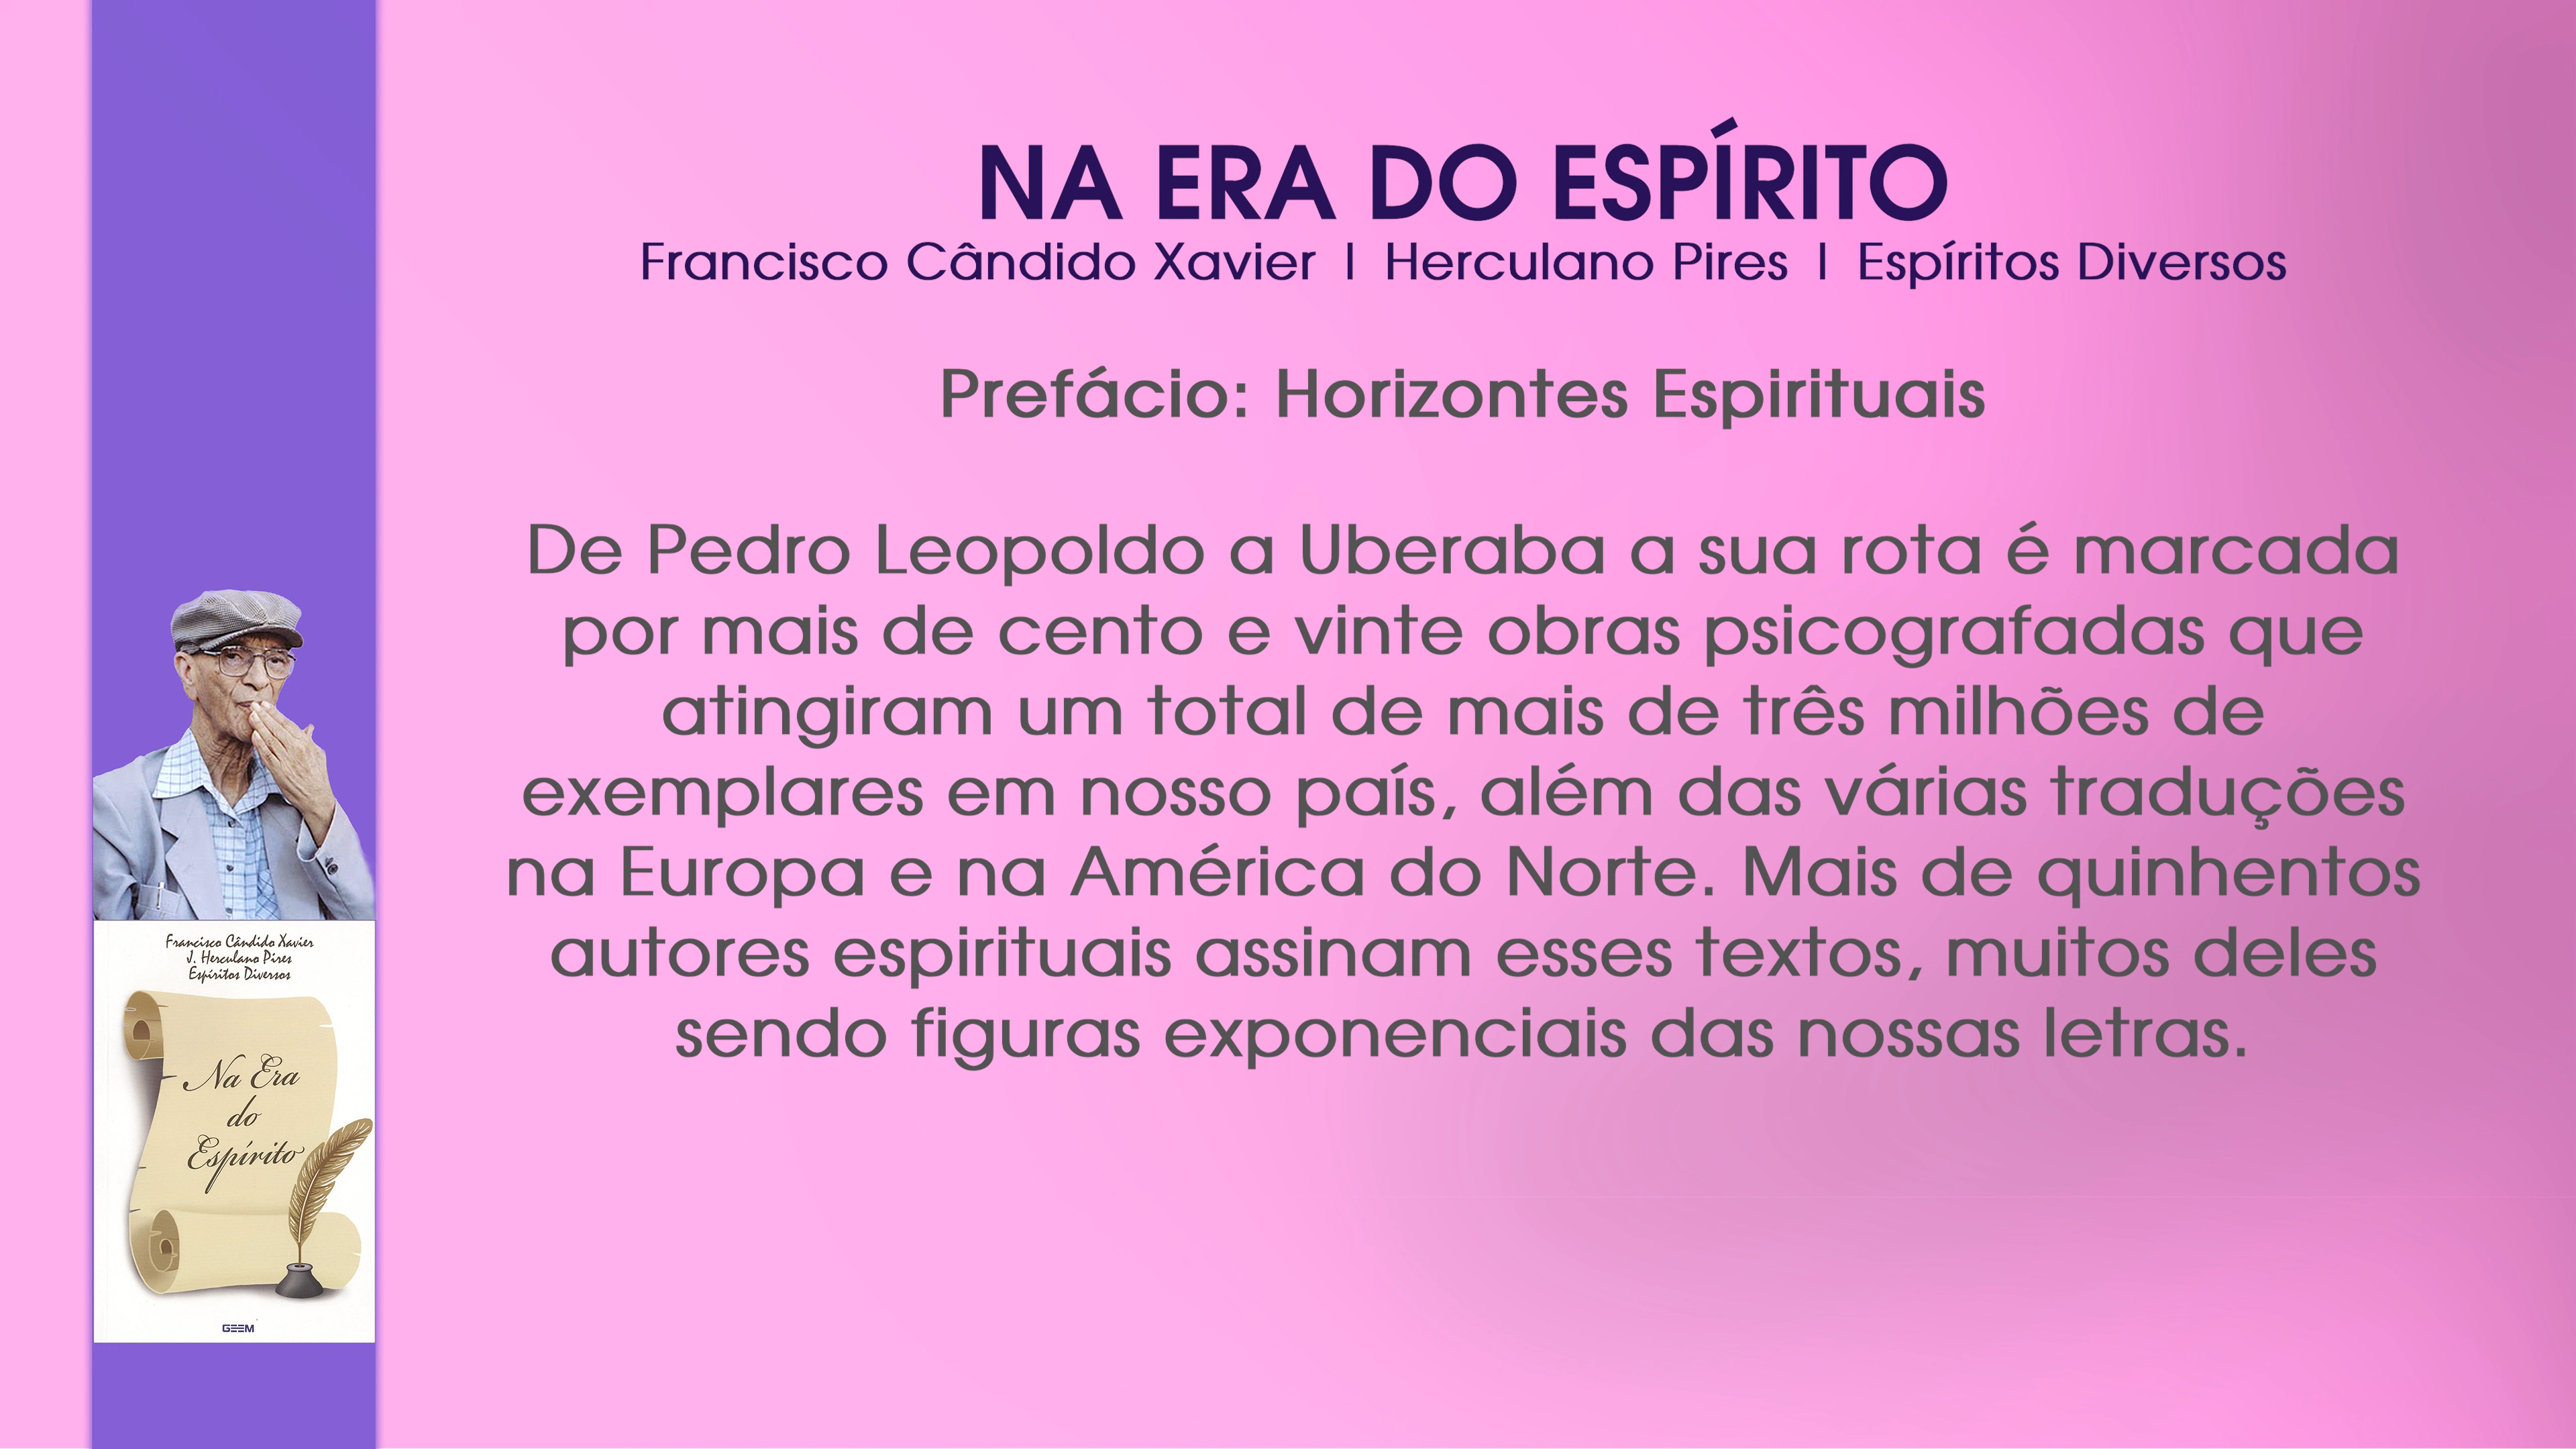 NA ERA DO ESPÍRITO
Francisco Cândido Xavier | Herculano Pires | Espíritos Diversos
Prefácio: Horizontes Espirituais
De Pedro Leopoldo a Uberaba a sua rota é marcada
por mais de cento e vinte obras psicografadas que
atingiram um total de mais de três milhões de
exemplares em nosso país, além das várias traduções
na Europa e na América do Norte. Mais de quinhentos
autores espirituais assinam esses textos, muitos deles
sendo figuras exponenciais das nossas letras.
Francisco Cândido Xavier
J. Herculano Pires
Espíritos Diversos
Na Era
do
Espírito
GEEM